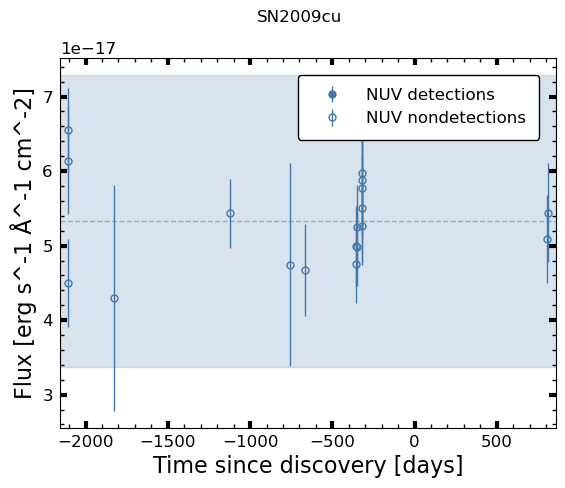 SN2009cu
1e−17
NUV detections
NUV nondetections
7
6
5
4
3
Flux [erg s^-1 Å^-1 cm^-2]
−2000 −1500 −1000 −500 0 500
Time since discovery [days]